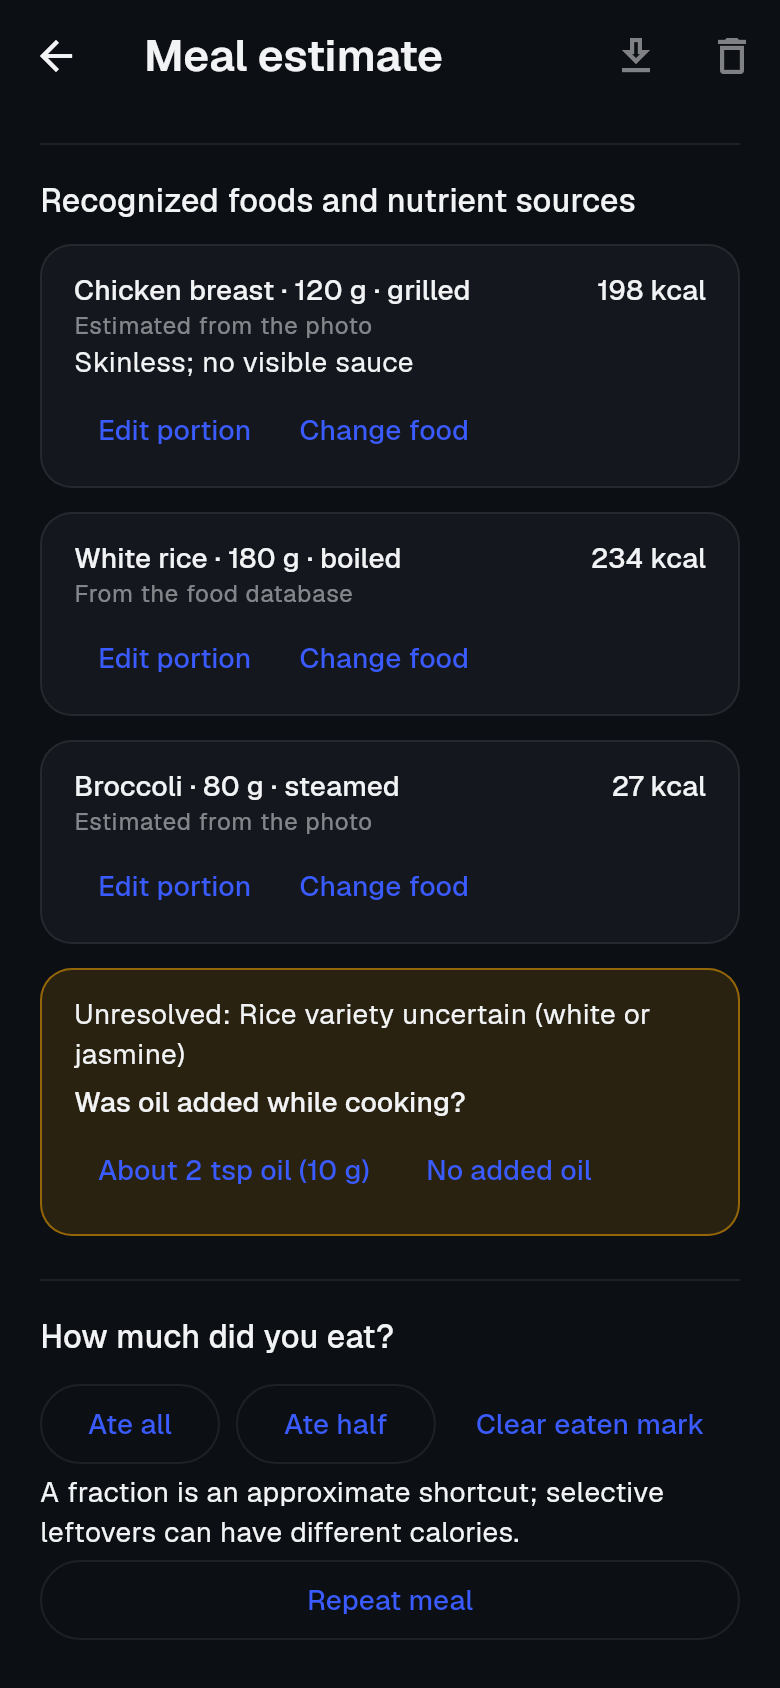 Meal estimate
Recognized foods and nutrient sources
Chicken breast · 120 g · grilled 198 kcal
Estimated from the photo
Skinless; no visible sauce
Edit portion Change food
White rice · 180 g · boiled 234 kcal
From the food database
Edit portion Change food
Broccoli · 80 g · steamed 27 kcal
Estimated from the photo
Edit portion Change food
Unresolved: Rice variety uncertain (white or
jasmine)
Was oil added while cooking?
About 2 tsp oil (10 g) No added oil
How much did you eat?
Ate all Ate half Clear eaten mark
A fraction is an approximate shortcut; selective
leftovers can have different calories.
Repeat meal